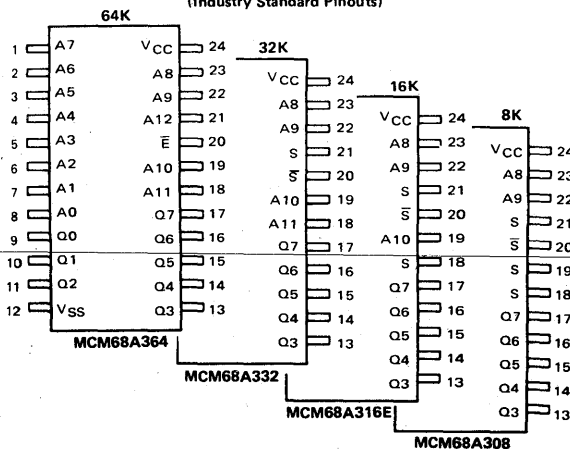 (Industry Standard Pinouts)
64K
1 A7 VCC 24
2 A6 A8 23
3 A5 A9 22
4 A4 A12 21
5 A3 E̅ 20
6 A2 A10 19
7 A1 A11 18
8 A0 Q7 17
9 Q0 Q6 16
10 Q1 Q5 15
11 Q2 Q4 14
12 VSS Q3 13
MCM68A364
32K
VCC 24
A8 23
A9 22
S 21
S̅ 20
A10 19
A11 18
Q7 17
Q6 16
Q5 15
Q4 14
Q3 13
MCM68A332
16K
VCC 24
A8 23
A9 22
S 21
S̅ 20
A10 19
S 18
Q7 17
Q6 16
Q5 15
Q4 14
Q3 13
MCM68A316E
8K
VCC 24
A8 23
A9 22
S 21
S̅ 20
S 19
S 18
Q7 17
Q6 16
Q5 15
Q4 14
Q3 13
MCM68A308